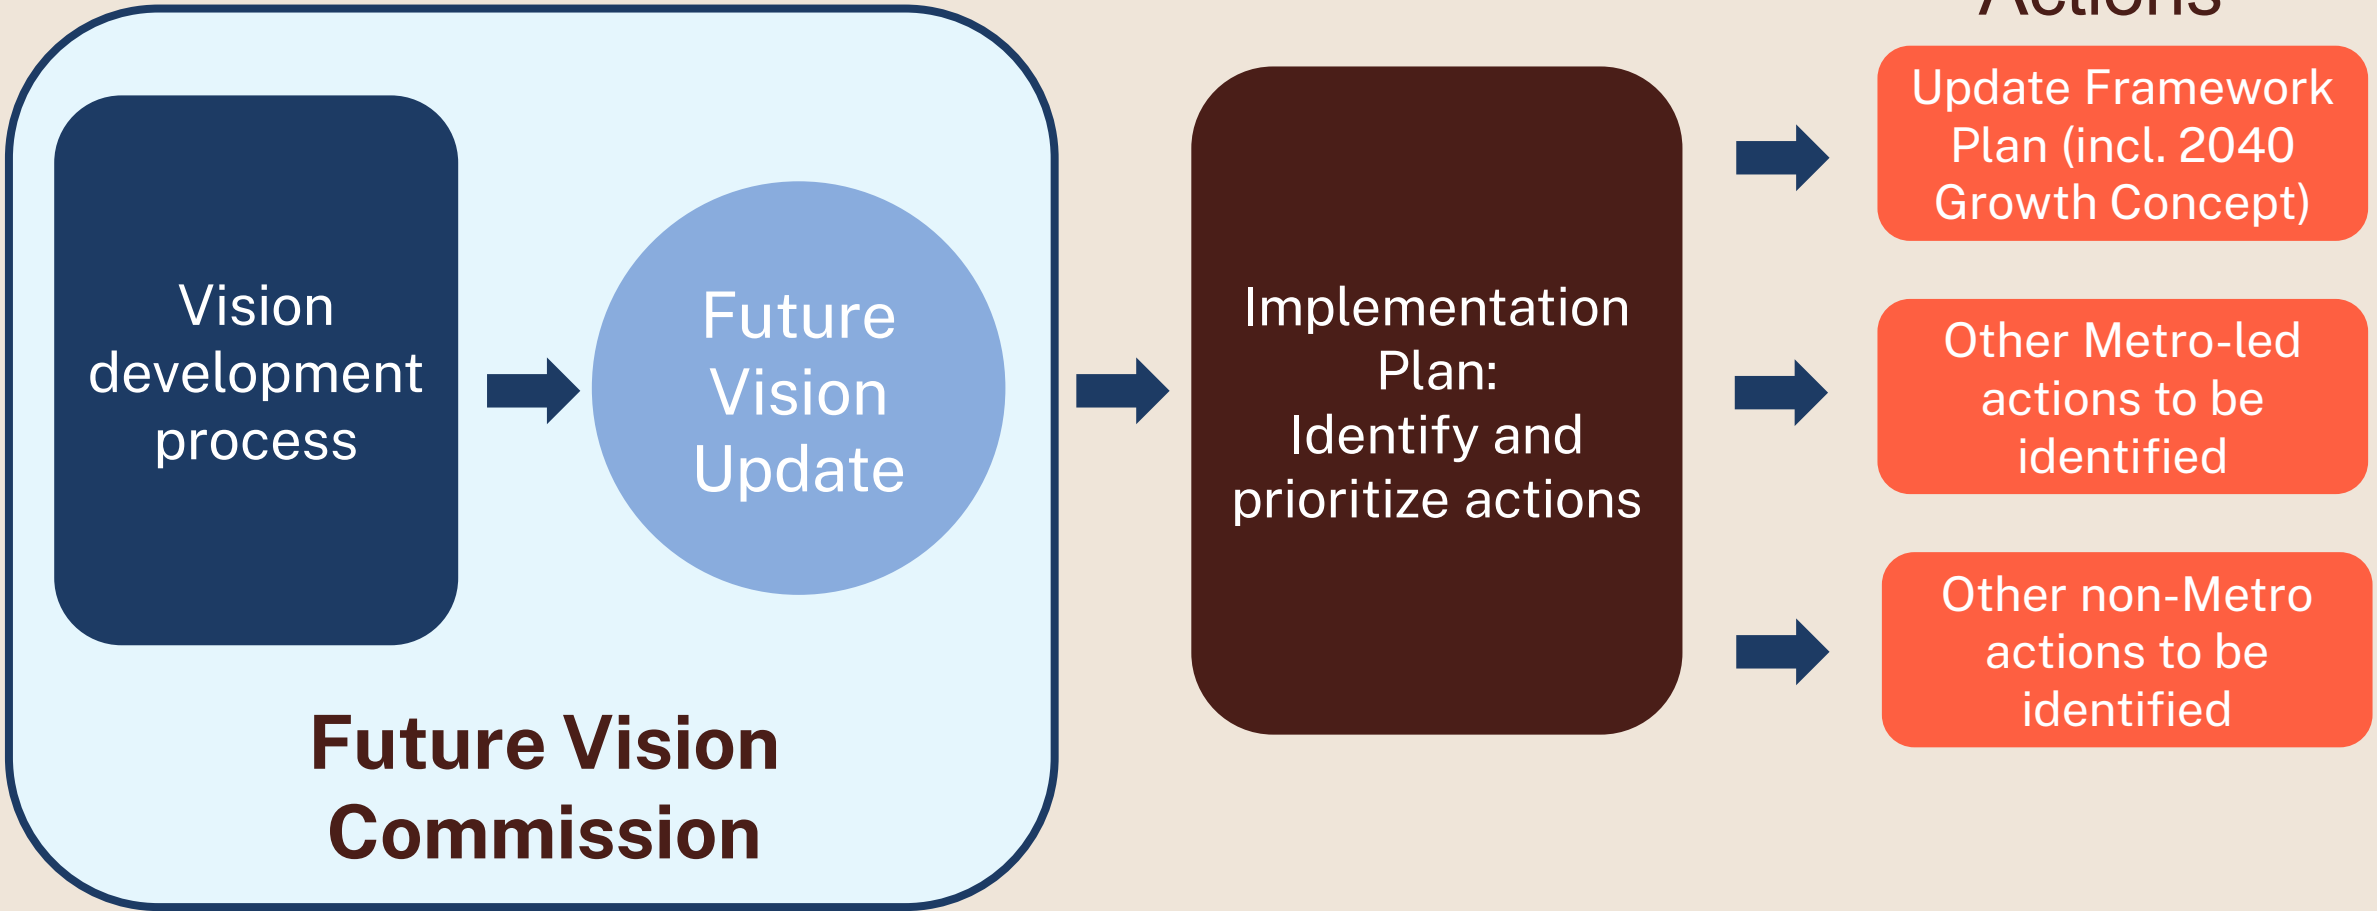 Actions
Vision
development
process
Future
Vision
Update
Future Vision
Commission
Implementation
Plan:
Identify and
prioritize actions
Update Framework
Plan (incl. 2040
Growth Concept)
Other Metro-led
actions to be
identified
Other non-Metro
actions to be
identified